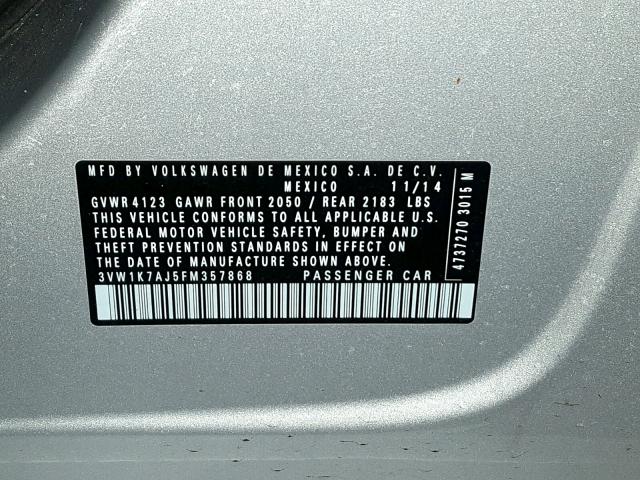 MFD BY VOLKSWAGEN DE MEXICO S.A. DE C.V.
MEXICO 11/14
GVWR 4123 GAWR FRONT 2050 / REAR 2183 LBS
THIS VEHICLE CONFORMS TO ALL APPLICABLE U.S.
FEDERAL MOTOR VEHICLE SAFETY, BUMPER AND
THEFT PREVENTION STANDARDS IN EFFECT ON
THE DATE OF MANUFACTURE SHOWN ABOVE.
3VW1K7AJ5FM357868 PASSENGER CAR
4737270 3015 M